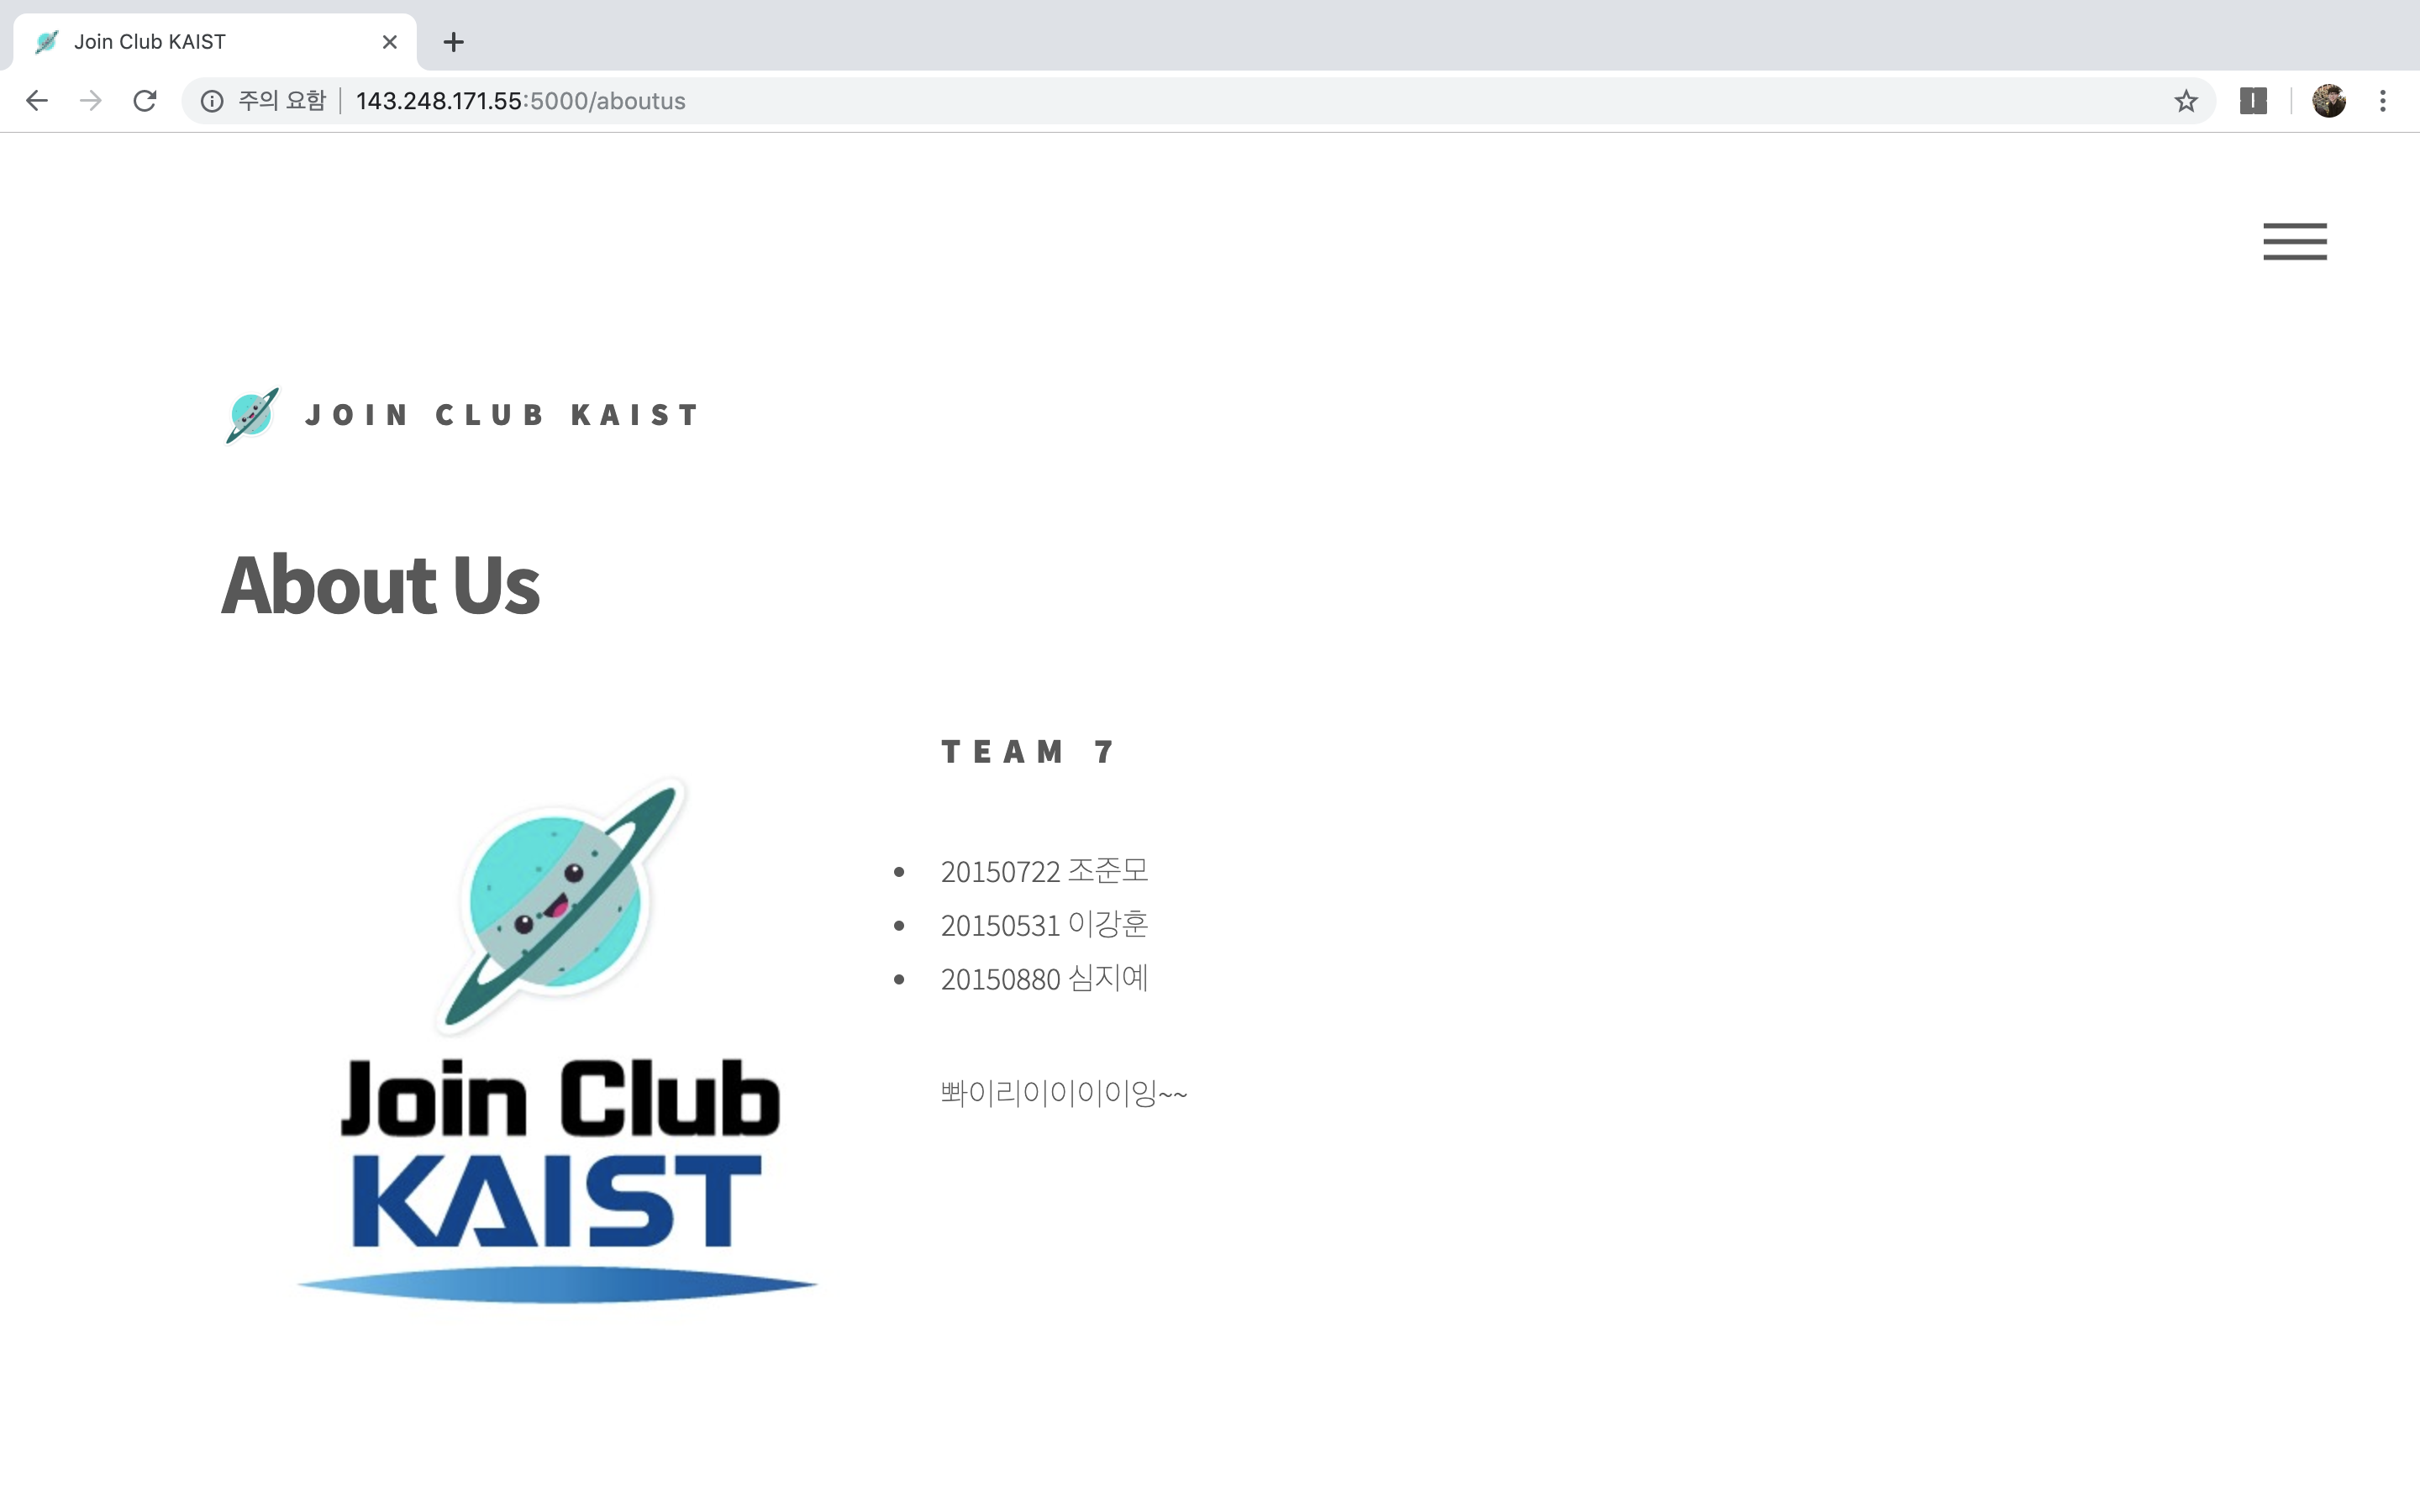 Join Club KAIST
주의 요함 | 143.248.171.55:5000/aboutus
JOIN CLUB KAIST
About Us
TEAM 7
20150722 조준모
20150531 이강훈
20150880 심지예
빠이리이이이이잉~~
Join Club
KAIST